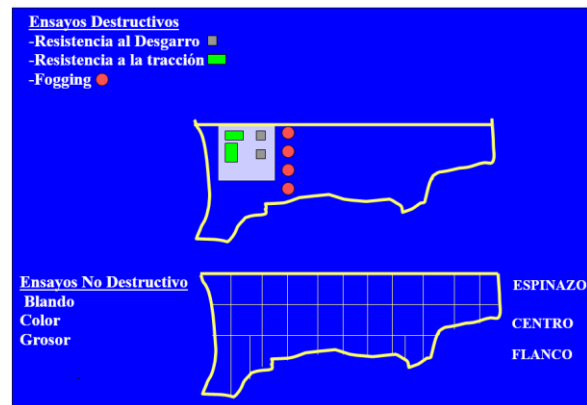 Ensayos Destructivos
-Resistencia al Desgarro
-Resistencia a la tracción
-Fogging
Ensayos No Destructivo
Blando
Color
Grosor
ESPINAZO
CENTRO
FLANCO